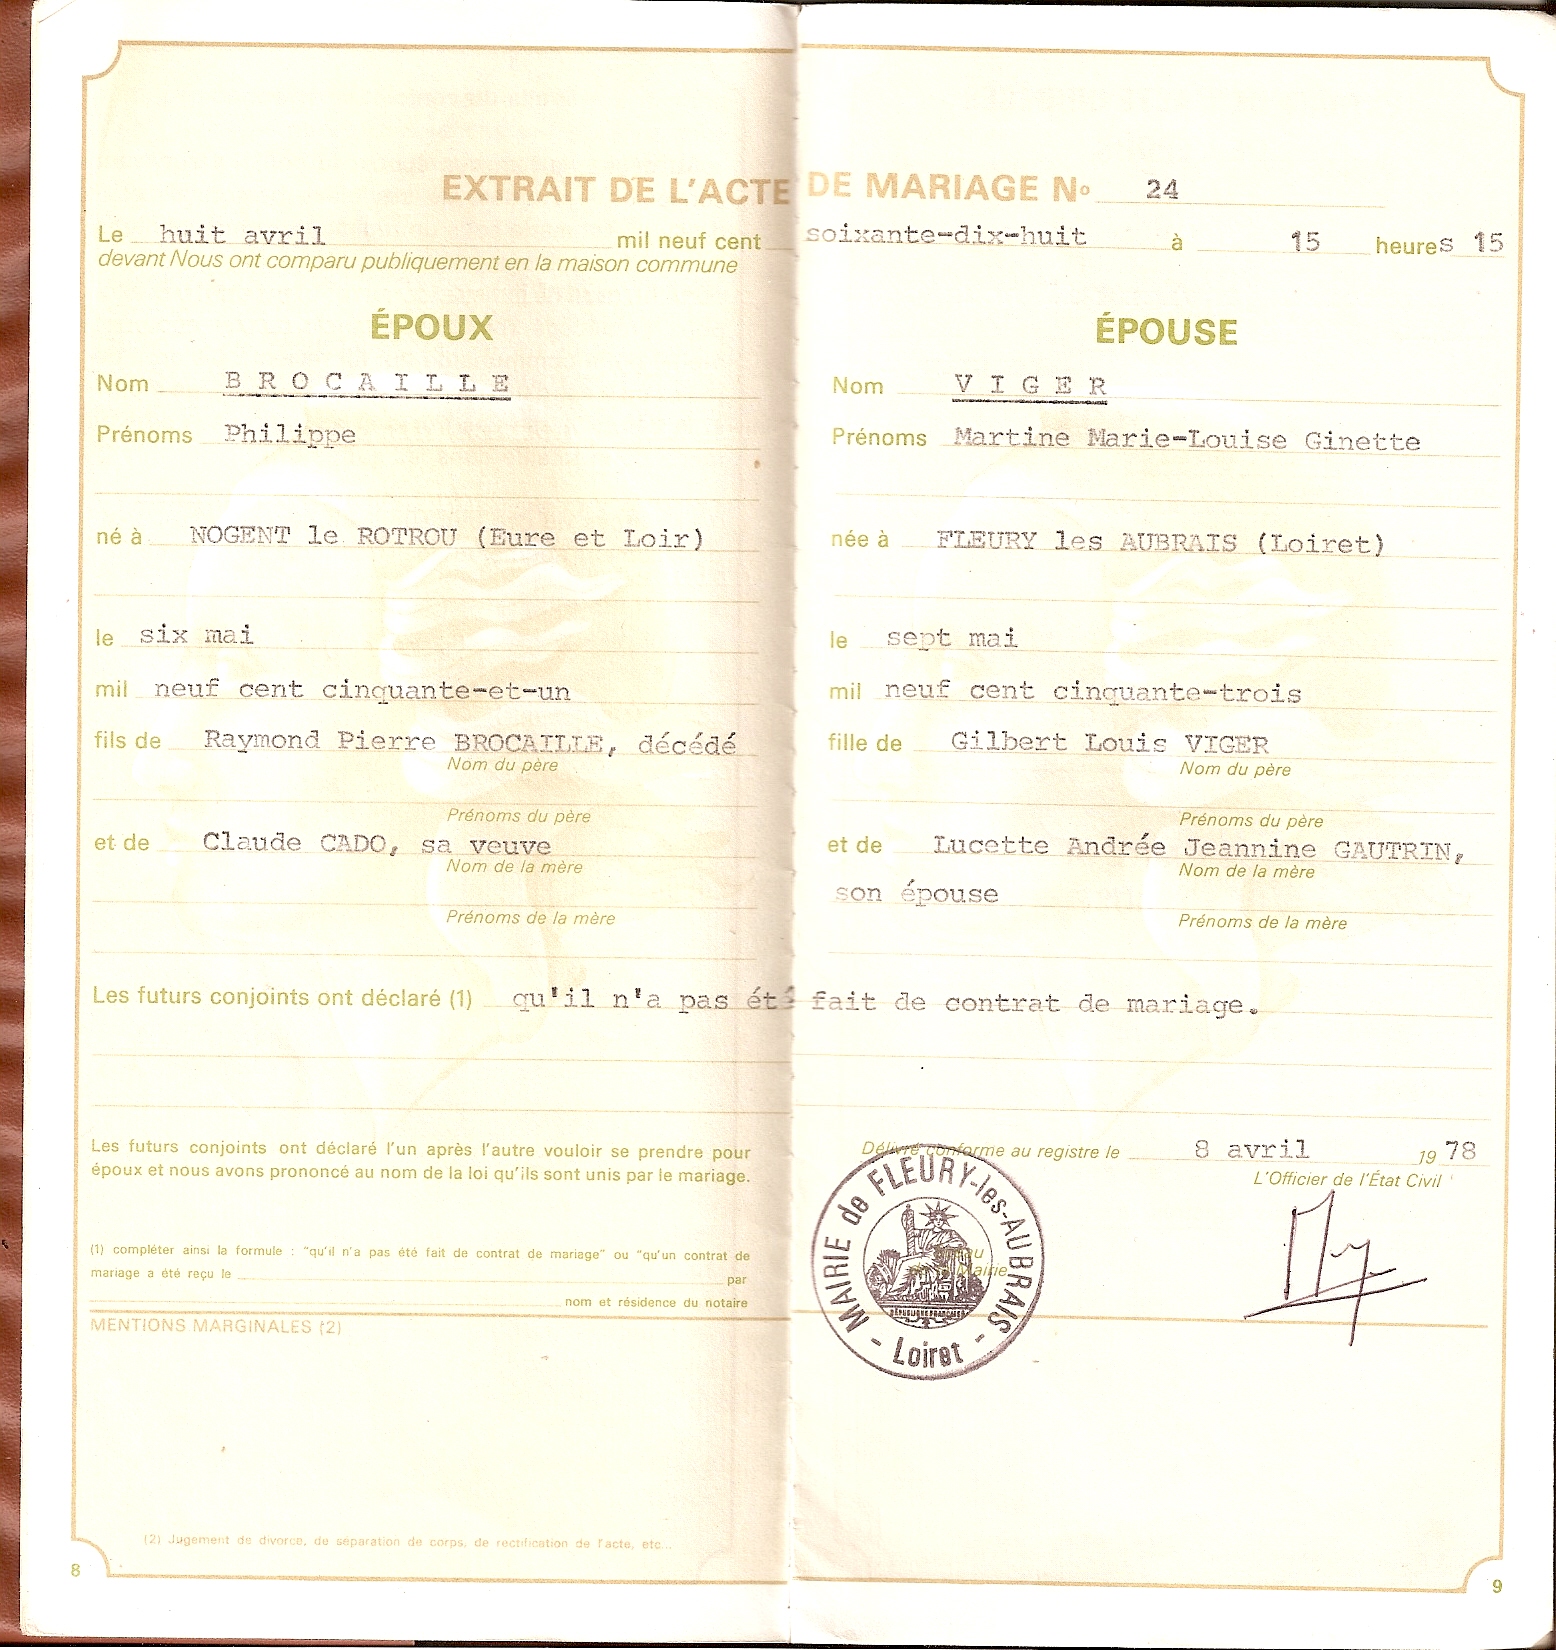 EXTRAIT DE L'ACTE DE MARIAGE Nº 24
Le huit avril mil neuf cent soixante-dix-huit à 15 heures 15
devant Nous ont comparu publiquement en la maison commune
ÉPOUX
Nom BROCAILLE
Prénoms Philippe
né à NOGENT le ROTROU (Eure et Loir)
le six mai
mil neuf cent cinquante-et-un
fils de Raymond Pierre BROCAILLE, décédé
Nom du père
Prénoms du père
et de Claude CADO, sa veuve
Nom de la mère
Prénoms de la mère
ÉPOUSE
Nom VIGER
Prénoms Martine Marie-Louise Ginette
née à FLEURY les AUBRAIS (Loiret)
le sept mai
mil neuf cent cinquante-trois
fille de Gilbert Louis VIGER
Nom du père
Prénoms du père
et de Lucette Andrée Jeannine GAUTRIN,
Nom de la mère
son épouse
Prénoms de la mère
Les futurs conjoints ont déclaré (1) qu'il n'a pas été fait de contrat de mariage.
Les futurs conjoints ont déclaré l'un après l'autre vouloir se prendre pour
époux et nous avons prononcé au nom de la loi qu'ils sont unis par le mariage.
(1) compléter ainsi la formule : "qu'il n'a pas été fait de contrat de mariage" ou "qu'un contrat de
mariage a été reçu le par
nom et résidence du notaire
MENTIONS MARGINALES (2)
(2) Jugement de divorce, de séparation de corps, de rectification de l'acte, etc...
8
Délivré conforme au registre le 8 avril 1978
L'Officier de l'État Civil
MAIRIE de FLEURY-les-AUBRAIS
RÉPUBLIQUE FRANÇAISE
- Loiret -
Mairie
9